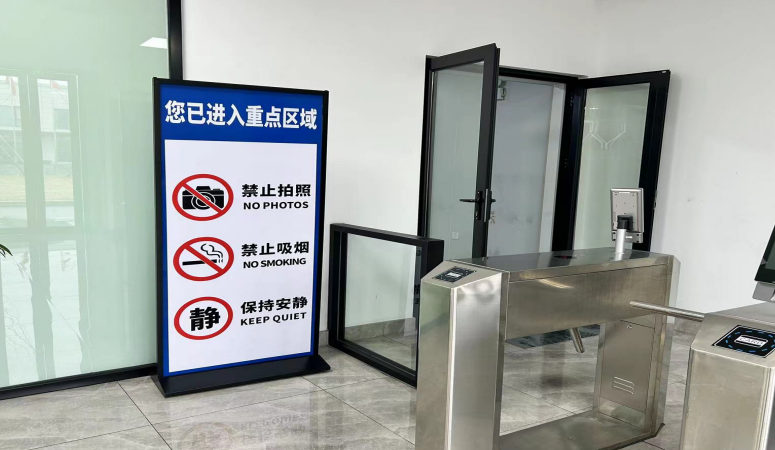 您已进入重点区域
禁止拍照
NO PHOTOS
禁止吸烟
NO SMOKING
静
保持安静
KEEP QUIET